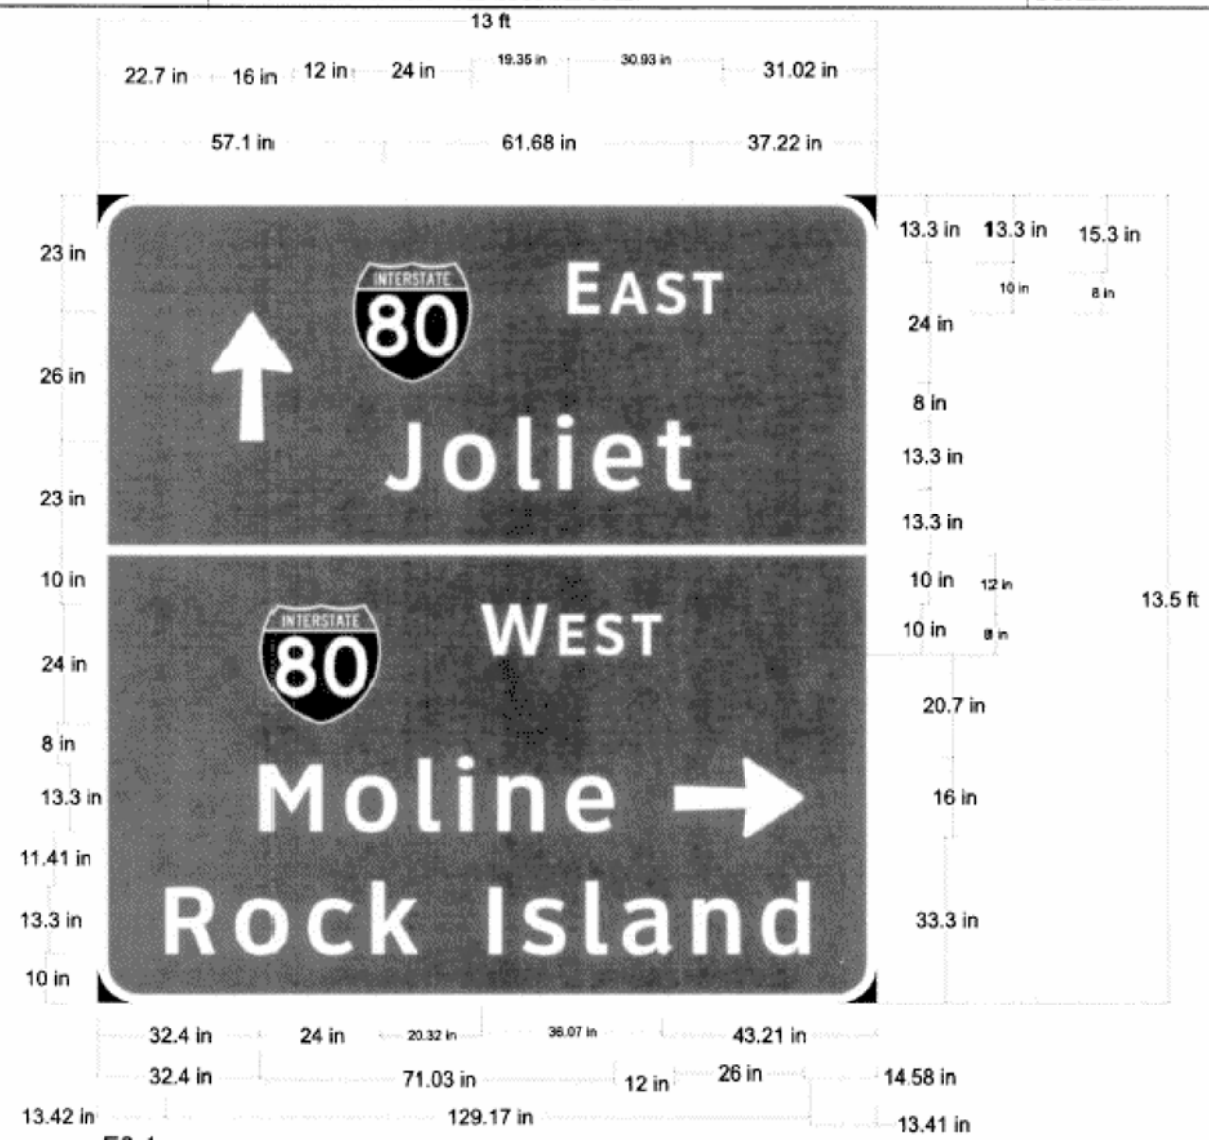 13 ft
22.7 in 16 in 12 in 24 in 19.35 in 30.93 in 31.02 in
57.1 in 61.68 in 37.22 in
23 in
26 in
23 in
10 in
24 in
8 in
13.3 in
11.41 in
13.3 in
10 in
INTERSTATE
80
EAST
Joliet
INTERSTATE
80
WEST
Moline
Rock Island
13.3 in 13.3 in 15.3 in
10 in 8 in
24 in
8 in
13.3 in
13.3 in
10 in 12 in
10 in 8 in
20.7 in
16 in
33.3 in
13.5 ft
32.4 in 24 in 20.32 in 36.07 in 43.21 in
32.4 in 71.03 in 12 in 26 in 14.58 in
13.42 in 129.17 in 13.41 in